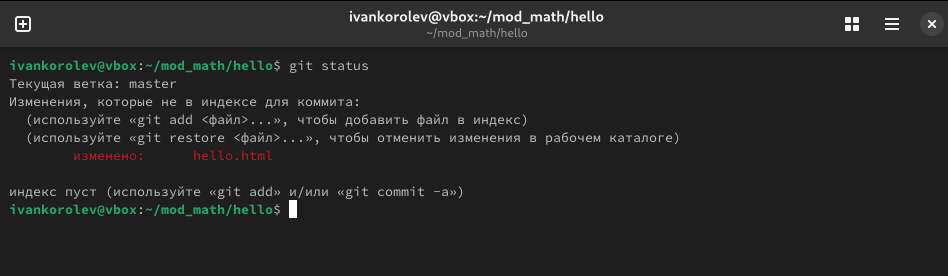 ivankorolev@vbox:~/mod_math/hello
~/mod_math/hello
ivankorolev@vbox:~/mod_math/hello$ git status
Текущая ветка: master
Изменения, которые не в индексе для коммита:
  (используйте «git add <файл>...», чтобы добавить файл в индекс)
  (используйте «git restore <файл>...», чтобы отменить изменения в рабочем каталоге)
        изменено:      hello.html

индекс пуст (используйте «git add» и/или «git commit -a»)
ivankorolev@vbox:~/mod_math/hello$